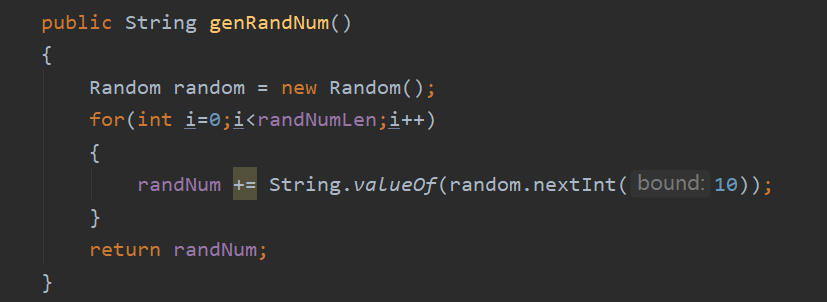 public String genRandNum()
{
Random random = new Random();
for(int i=0;i<randNumLen;i++)
{
randNum += String.valueOf(random.nextInt( bound: 10));
}
return randNum;
}